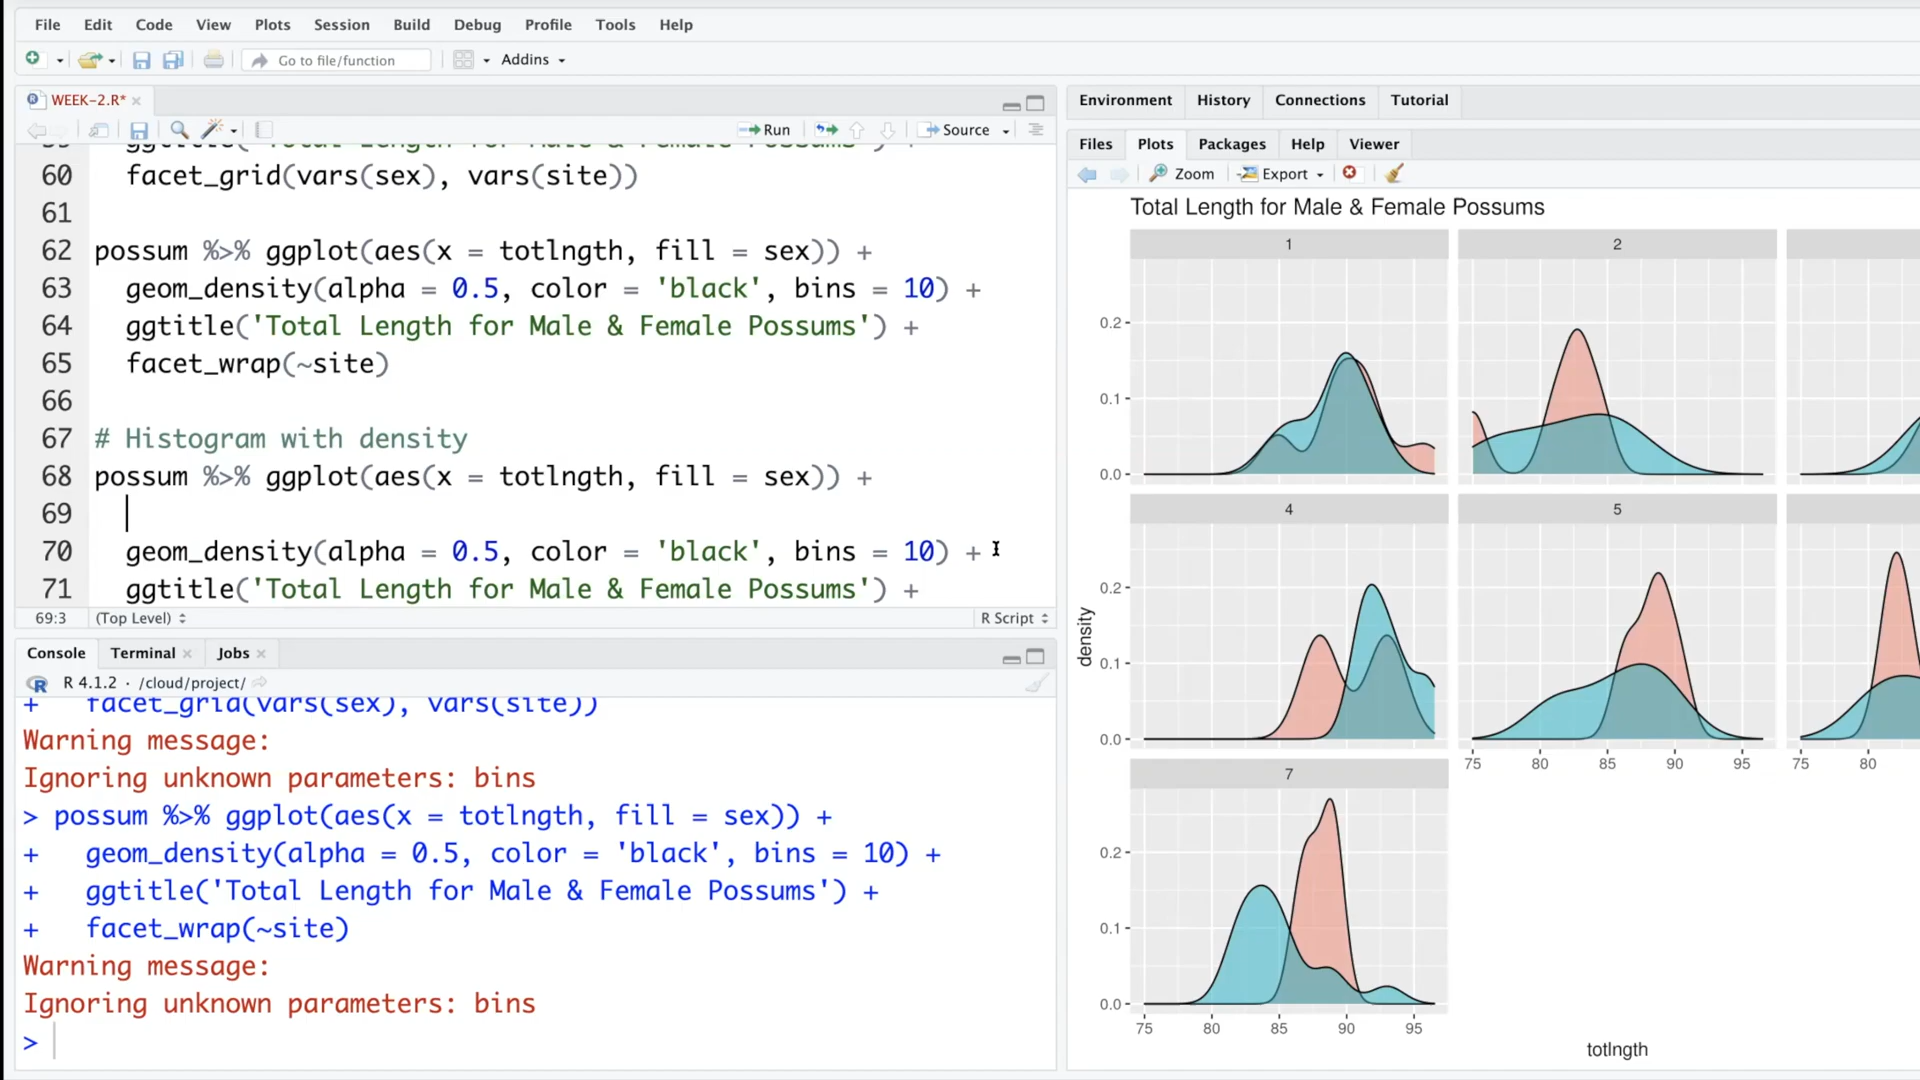 File Edit Code View Plots Session Build Debug Profile Tools Help
Go to file/function Addins
WEEK-2.R*
Run Source
59 ggtitle('Total Length for Male & Female Possums') +
60 facet_grid(vars(sex), vars(site))
61
62 possum %>% ggplot(aes(x = totlngth, fill = sex)) +
63 geom_density(alpha = 0.5, color = 'black', bins = 10) +
64 ggtitle('Total Length for Male & Female Possums') +
65 facet_wrap(~site)
66
67 # Histogram with density
68 possum %>% ggplot(aes(x = totlngth, fill = sex)) +
69
70 geom_density(alpha = 0.5, color = 'black', bins = 10) +
71 ggtitle('Total Length for Male & Female Possums') +
69:3 (Top Level) R Script
Console Terminal Jobs
R 4.1.2 · /cloud/project/
+ facet_grid(vars(sex), vars(site))
Warning message:
Ignoring unknown parameters: bins
> possum %>% ggplot(aes(x = totlngth, fill = sex)) +
+ geom_density(alpha = 0.5, color = 'black', bins = 10) +
+ ggtitle('Total Length for Male & Female Possums') +
+ facet_wrap(~site)
Warning message:
Ignoring unknown parameters: bins
>
Environment History Connections Tutorial
Files Plots Packages Help Viewer
Zoom Export
Total Length for Male & Female Possums
1 2
0.2
0.1
0.0
4 5
0.2
0.1
0.0
75 80 85 90 95 75 80
7
0.2
0.1
0.0
75 80 85 90 95
density
totlngth